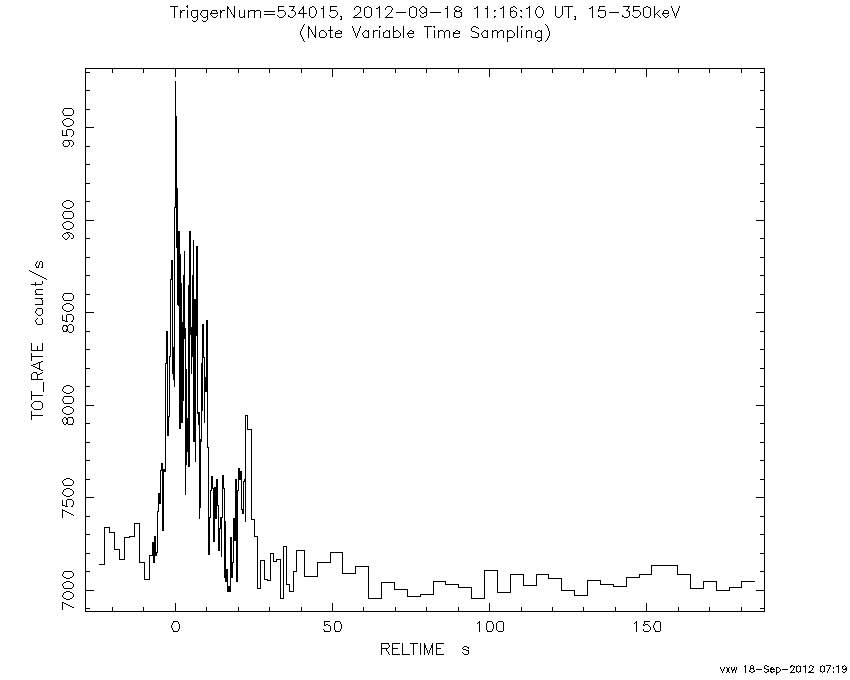 TriggerNum=534015, 2012-09-18 11:16:10 UT, 15-350keV
(Note Variable Time Sampling)
9500
9000
8500
8000
7500
7000
TOT_RATE count/s
0 50 100 150
RELTIME s
vxw 18-Sep-2012 07:19